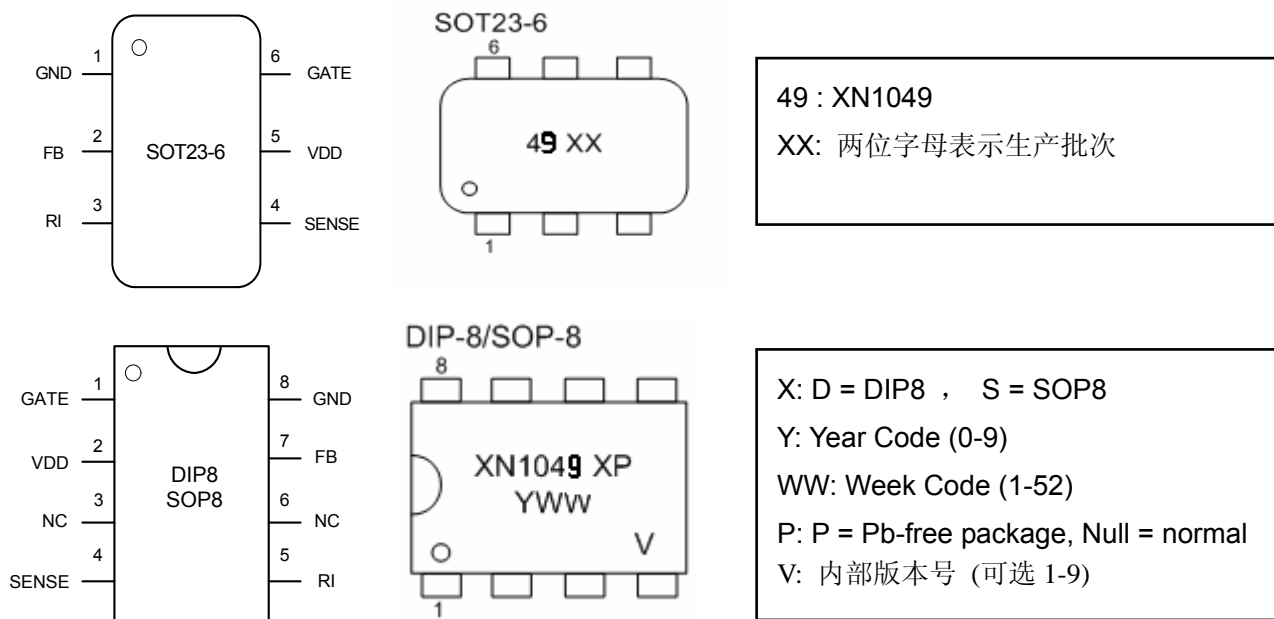 SOT23-6
1
GND
2
FB
3
RI
SOT23-6
6
GATE
5
VDD
4
SENSE
6
49 XX
1
49 : XN1049
XX: 两位字母表示生产批次
DIP-8/SOP-8
1
GATE
2
VDD
3
NC
4
SENSE
DIP8
SOP8
8
GND
7
FB
6
NC
5
RI
8
XN1049 XP
YWW
V
1
X: D = DIP8 ， S = SOP8
Y: Year Code (0-9)
WW: Week Code (1-52)
P: P = Pb-free package, Null = normal
V: 内部版本号 (可选 1-9)